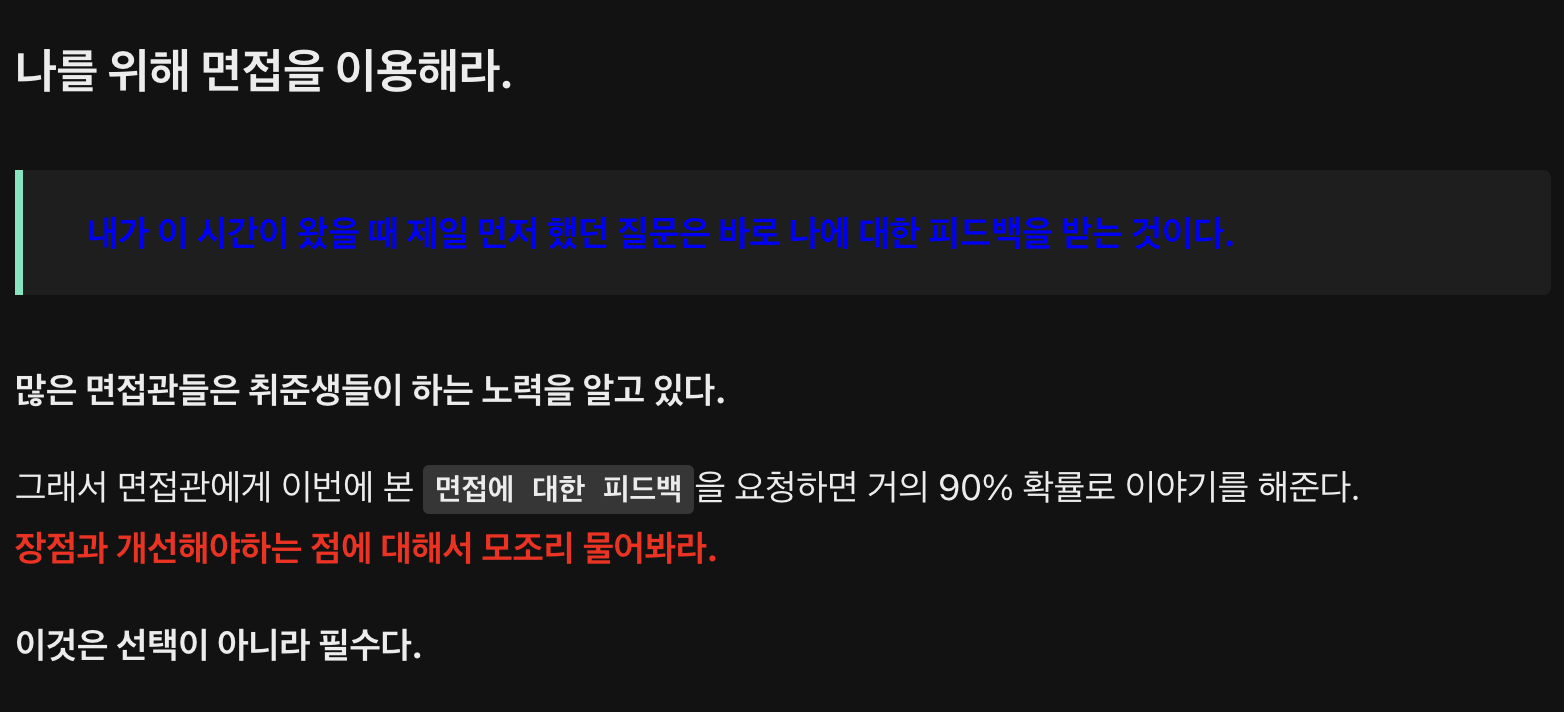 나를 위해 면접을 이용해라.
내가 이 시간이 왔을 때 제일 먼저 했던 질문은 바로 나에 대한 피드백을 받는 것이다.
많은 면접관들은 취준생들이 하는 노력을 알고 있다.
그래서 면접관에게 이번에 본 면접에 대한 피드백을 요청하면 거의 90% 확률로 이야기를 해준다.
장점과 개선해야하는 점에 대해서 모조리 물어봐라.
이것은 선택이 아니라 필수다.